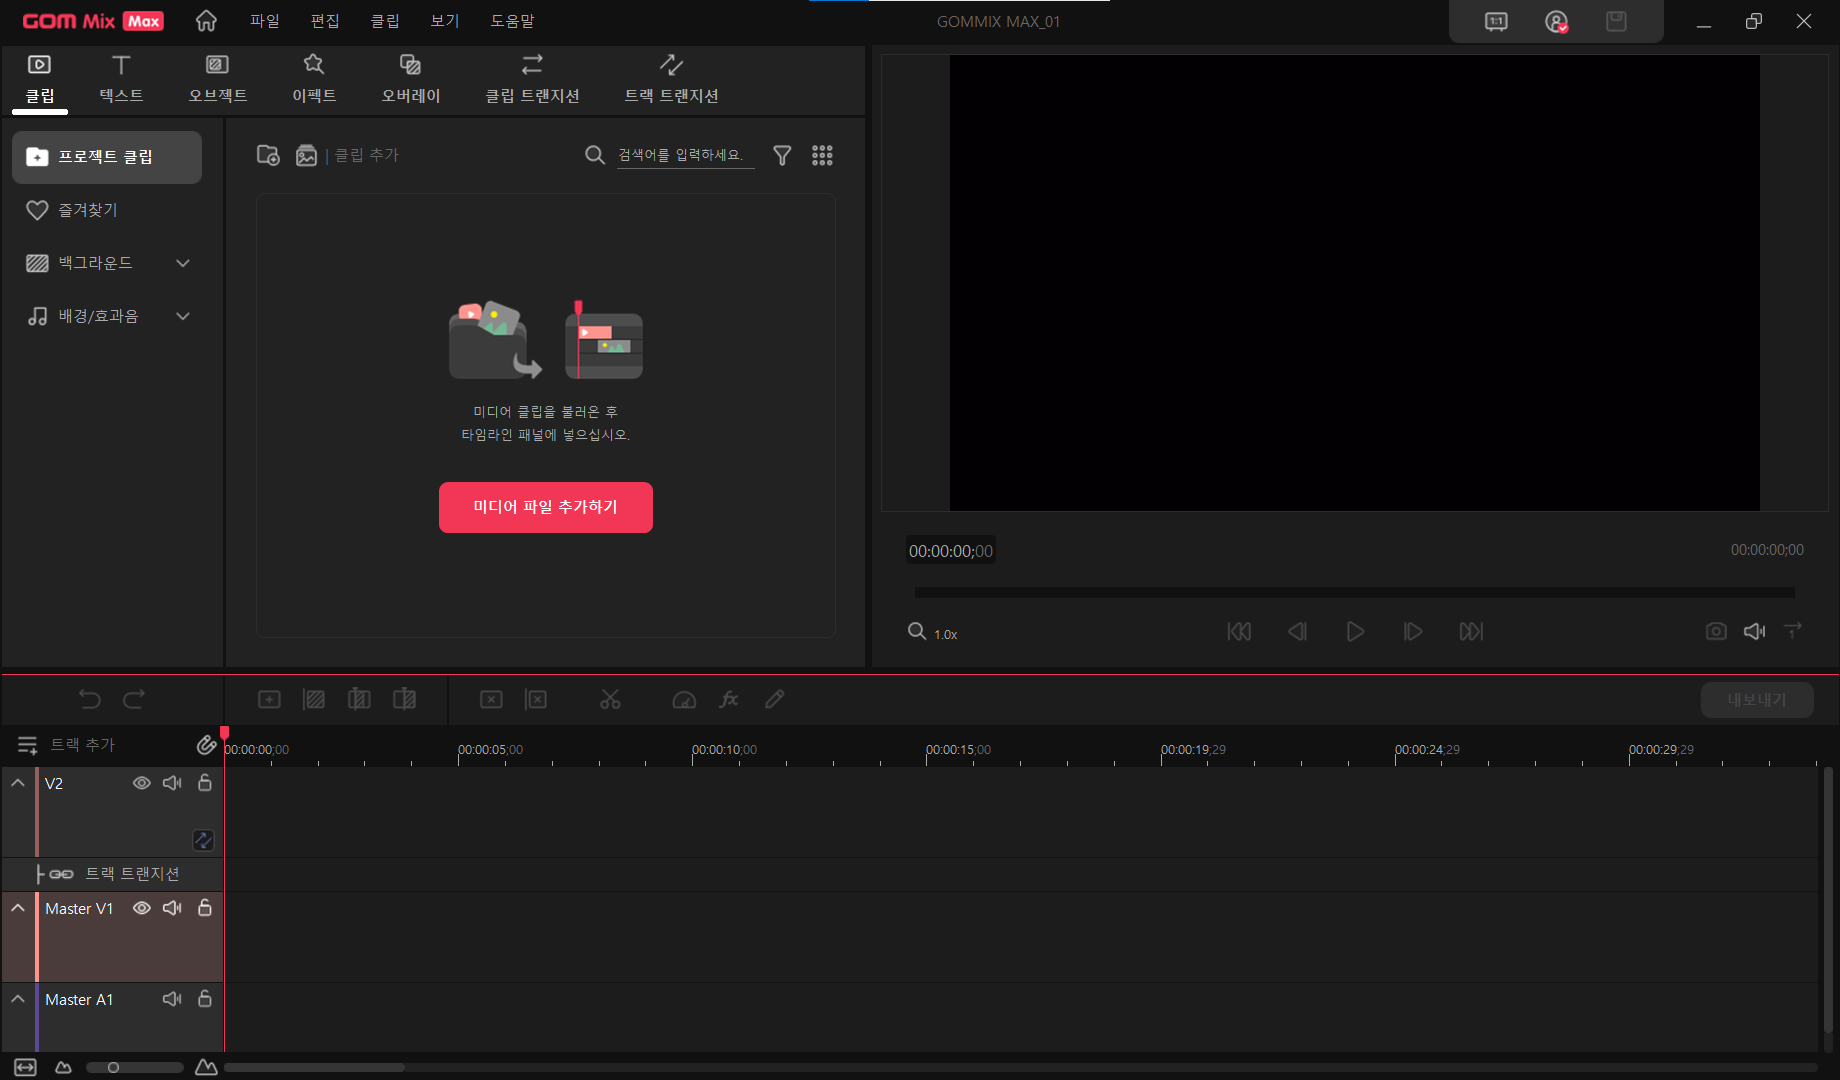 GOM Mix Max
파일 편집 클립 보기 도움말
GOMMIX MAX_01
1:1
클립 텍스트 오브젝트 이펙트 오버레이 클립 트랜지션 트랙 트랜지션
프로젝트 클립
즐겨찾기
백그라운드
배경/효과음
| 클립 추가
검색어를 입력하세요.
미디어 클립을 불러온 후
타임라인 패널에 넣으십시오.
미디어 파일 추가하기
00:00:00;00
00:00:00;00
1.0x
1
fx
내보내기
트랙 추가
00:00:00;00 00:00:05;00 00:00:10;00 00:00:15;00 00:00:19;29 00:00:24;29 00:00:29;29
V2
트랙 트랜지션
Master V1
Master A1